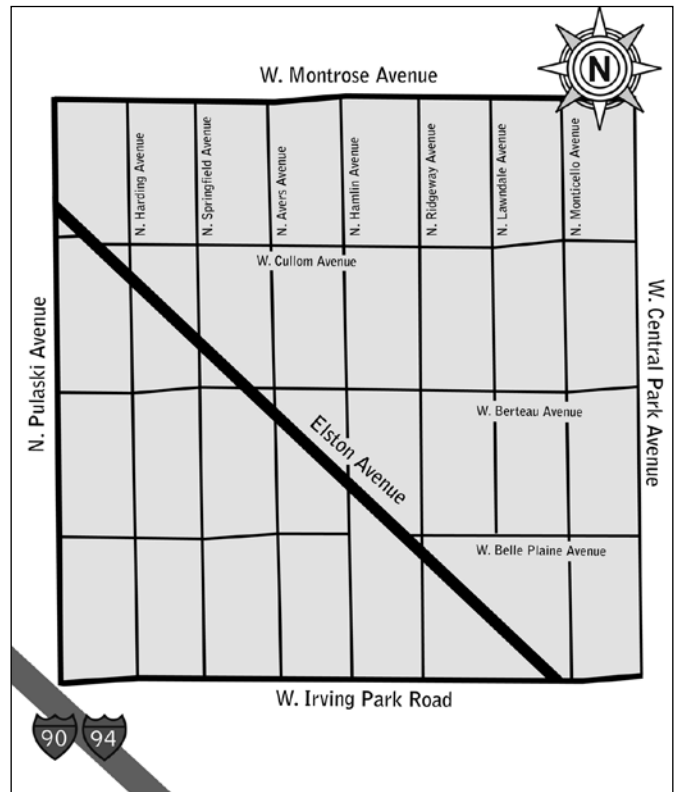 N
W. Montrose Avenue
N. Harding Avenue
N. Springfield Avenue
N. Avers Avenue
N. Hamlin Avenue
N. Ridgeway Avenue
N. Lawndale Avenue
N. Monticello Avenue
W. Cullom Avenue
N. Pulaski Avenue
W. Central Park Avenue
W. Berteau Avenue
Elston Avenue
W. Belle Plaine Avenue
W. Irving Park Road
90 94